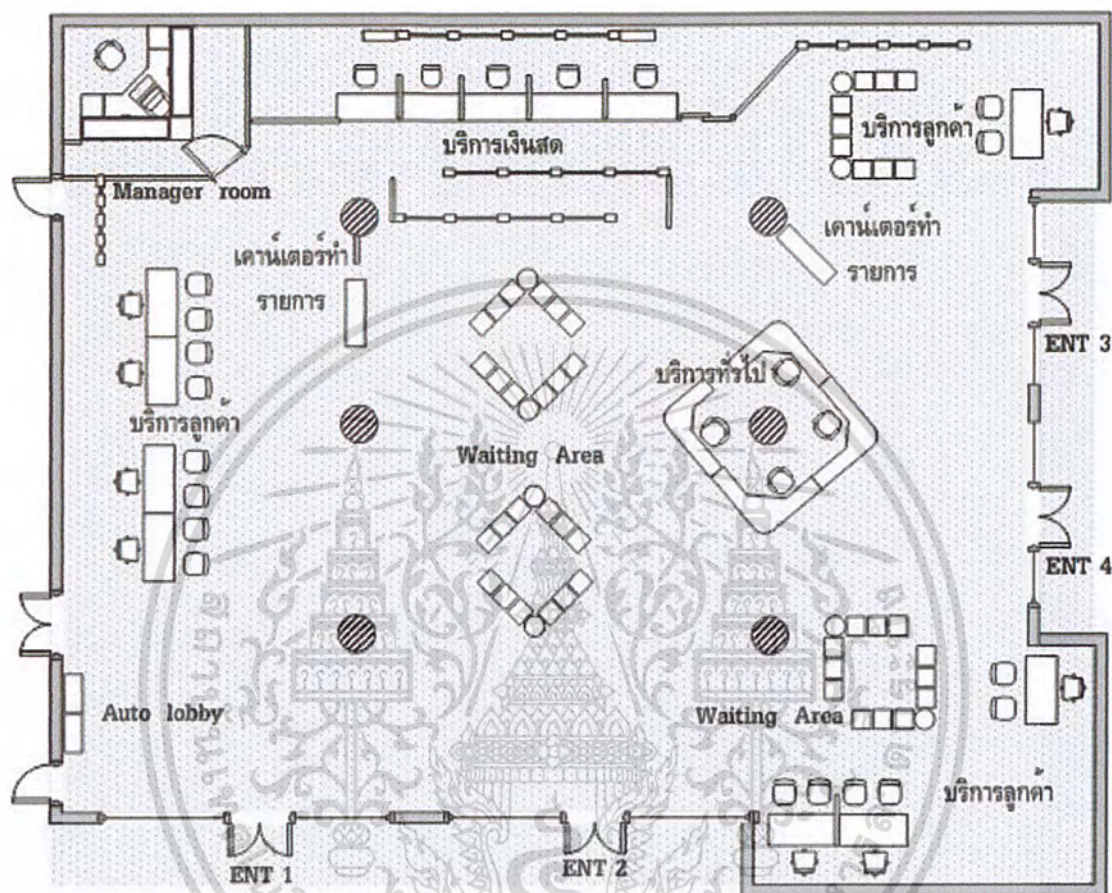 บริการเงินสด
บริการลูกค้า
Manager room
เคาน์เตอร์ทำ
รายการ
เคาน์เตอร์ทำ
รายการ
ENT 3
บริการทั่วไป
บริการลูกค้า
Waiting Area
ENT 4
Auto lobby
Waiting Area
บริการลูกค้า
ENT 1
ENT 2